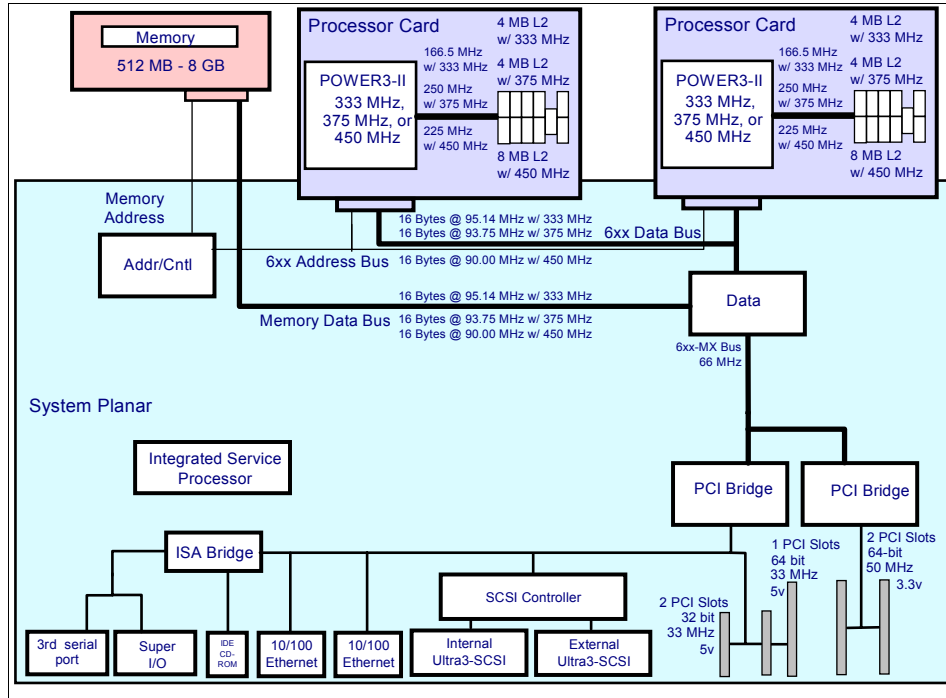 Memory
512 MB - 8 GB
Processor Card
4 MB L2
w/ 333 MHz
166.5 MHz
w/ 333 MHz
4 MB L2
w/ 375 MHz
POWER3-II
333 MHz,
375 MHz, or
450 MHz
250 MHz
w/ 375 MHz
225 MHz
w/ 450 MHz
8 MB L2
w/ 450 MHz
Processor Card
4 MB L2
w/ 333 MHz
166.5 MHz
w/ 333 MHz
4 MB L2
w/ 375 MHz
POWER3-II
333 MHz,
375 MHz, or
450 MHz
250 MHz
w/ 375 MHz
225 MHz
w/ 450 MHz
8 MB L2
w/ 450 MHz
Memory
Address
Addr/Cntl
16 Bytes @ 95.14 MHz w/ 333 MHz
16 Bytes @ 93.75 MHz w/ 375 MHz
6xx Data Bus
6xx Address Bus
16 Bytes @ 90.00 MHz w/ 450 MHz
16 Bytes @ 95.14 MHz w/ 333 MHz
Memory Data Bus
16 Bytes @ 93.75 MHz w/ 375 MHz
16 Bytes @ 90.00 MHz w/ 450 MHz
Data
6xx-MX Bus
66 MHz
System Planar
Integrated Service
Processor
PCI Bridge
PCI Bridge
ISA Bridge
1 PCI Slots
64 bit
33 MHz
5v
2 PCI Slots
64-bit
50 MHz
3.3v
SCSI Controller
2 PCI Slots
32 bit
33 MHz
5v
3rd serial
port
Super
I/O
IDE
CD-
ROM
10/100
Ethernet
10/100
Ethernet
Internal
Ultra3-SCSI
External
Ultra3-SCSI